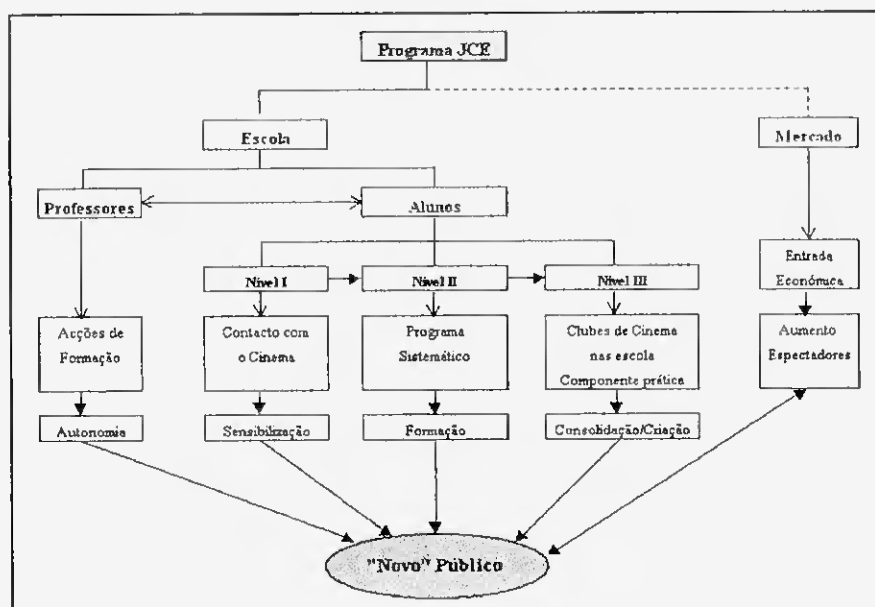 Programa JCE
Escola
Mercado
Professores
Alunos
Nível I
Nível II
Nível III
Entrada
Económica
Acções de
Formação
Contacto com
o Cinema
Programa
Sistemático
Clubes de Cinema
nas escola
Componente prática
Aumento
Espectadores
Autonomia
Sensibilização
Formação
Consolidação/Criação
"Novo" Público